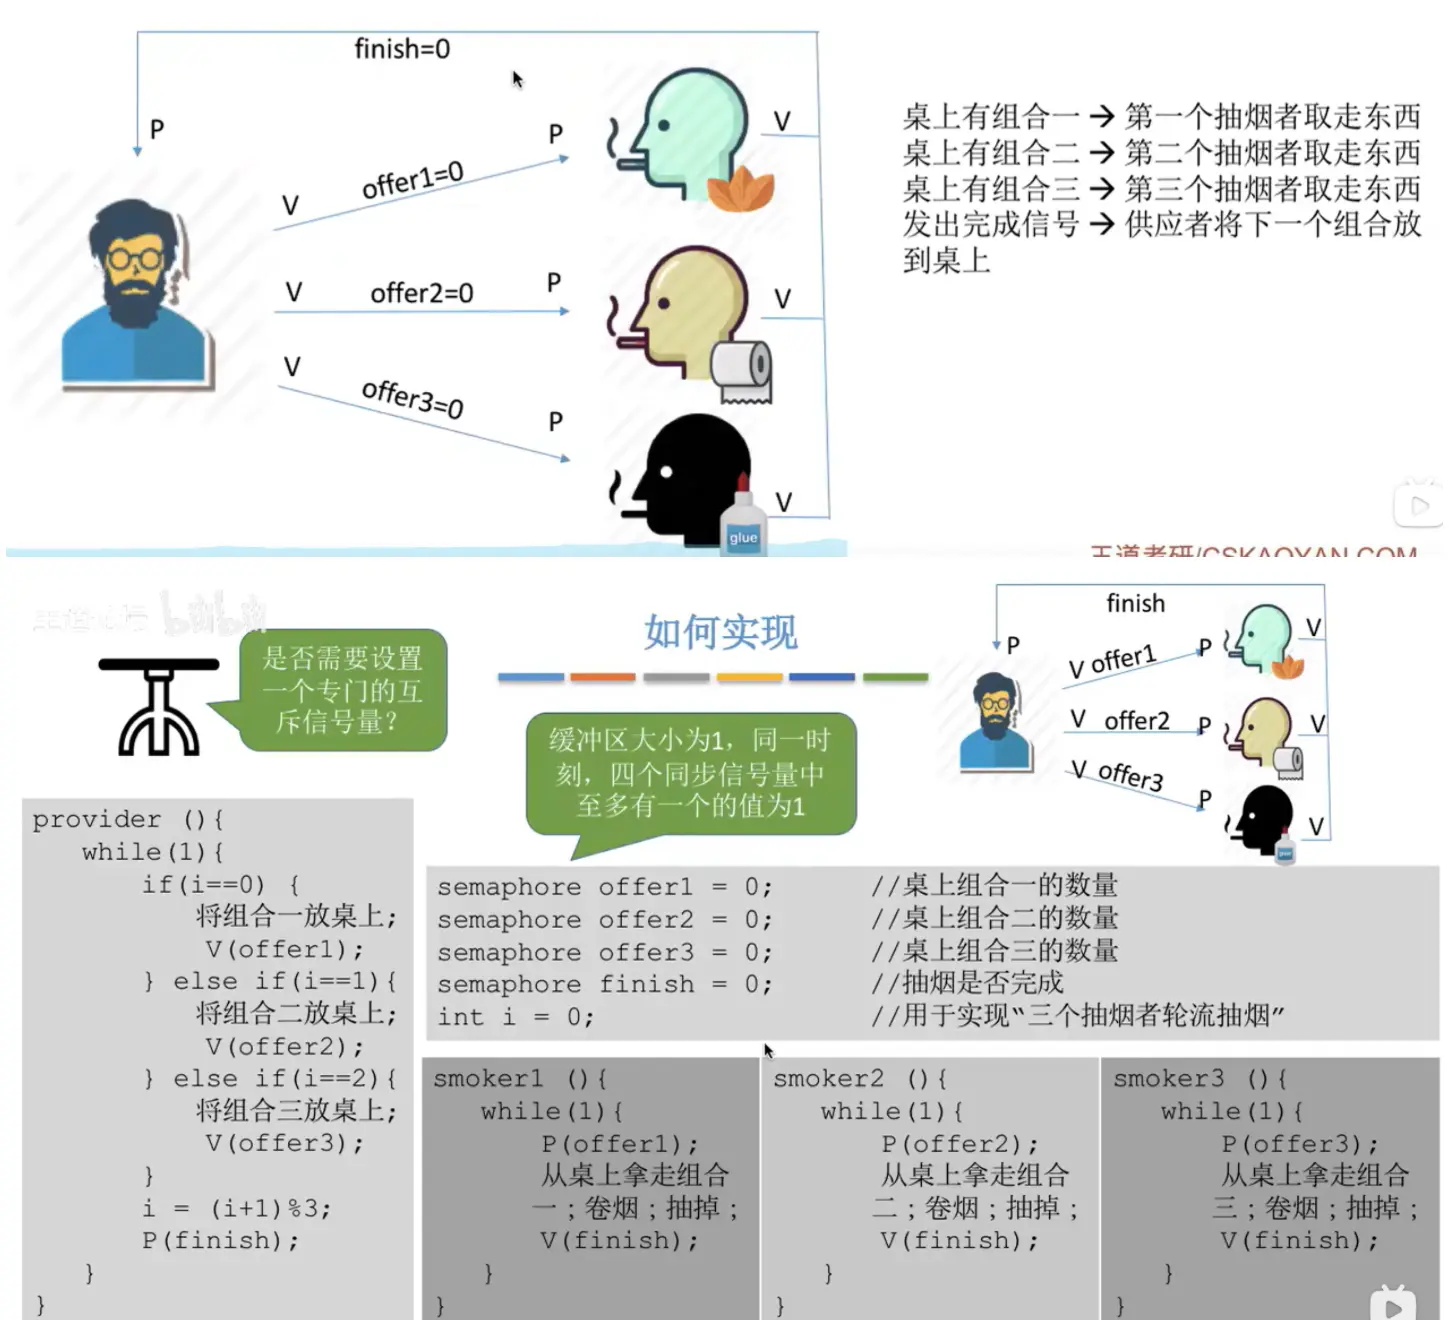 finish=0
P
V
offer1=0
P
V
V
offer2=0
P
V
V
offer3=0
P
V
glue
桌上有组合一 → 第一个抽烟者取走东西
桌上有组合二 → 第二个抽烟者取走东西
桌上有组合三 → 第三个抽烟者取走东西
发出完成信号 → 供应者将下一个组合放
到桌上
王道考研/CSKAOYAN.COM
bilibili
是否需要设置
一个专门的互
斥信号量?
如何实现
缓冲区大小为1，同一时
刻，四个同步信号量中
至多有一个的值为1
finish
P
V offer1
P
V
V offer2
P
V
V offer3
P
V
provider (){
while(1){
if(i==0) {
将组合一放桌上;
V(offer1);
} else if(i==1){
将组合二放桌上;
V(offer2);
} else if(i==2){
将组合三放桌上;
V(offer3);
}
i = (i+1)%3;
P(finish);
}
}
semaphore offer1 = 0; //桌上组合一的数量
semaphore offer2 = 0; //桌上组合二的数量
semaphore offer3 = 0; //桌上组合三的数量
semaphore finish = 0; //抽烟是否完成
int i = 0; //用于实现“三个抽烟者轮流抽烟”
smoker1 (){
while(1){
P(offer1);
从桌上拿走组合
一；卷烟；抽掉；
V(finish);
}
}
smoker2 (){
while(1){
P(offer2);
从桌上拿走组合
二；卷烟；抽掉；
V(finish);
}
}
smoker3 (){
while(1){
P(offer3);
从桌上拿走组合
三；卷烟；抽掉；
V(finish);
}
}